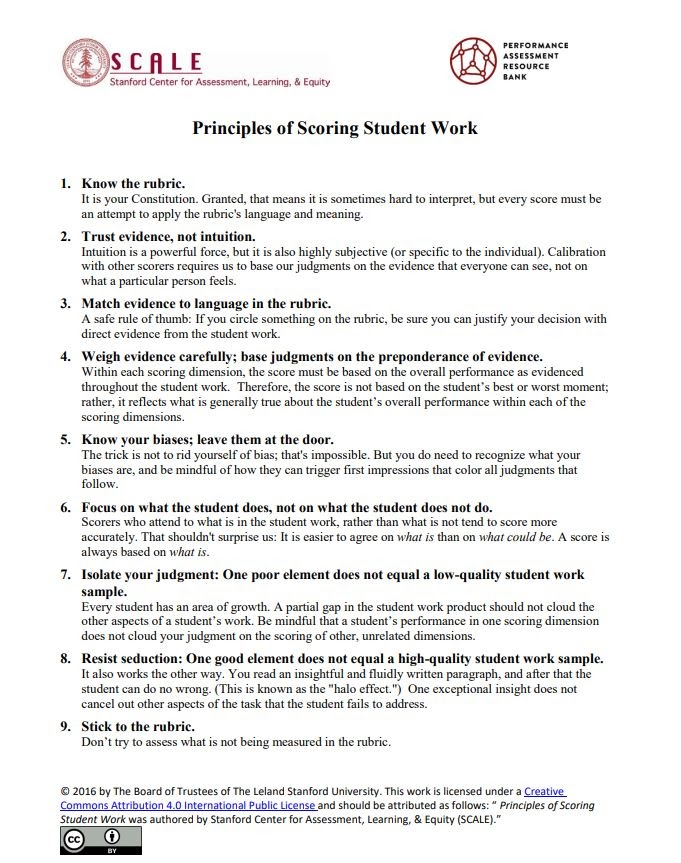 SCALE
Stanford Center for Assessment, Learning, & Equity
PERFORMANCE
ASSESSMENT
RESOURCE
BANK
Principles of Scoring Student Work
1. Know the rubric.
It is your Constitution. Granted, that means it is sometimes hard to interpret, but every score must be
an attempt to apply the rubric's language and meaning.
2. Trust evidence, not intuition.
Intuition is a powerful force, but it is also highly subjective (or specific to the individual). Calibration
with other scorers requires us to base our judgments on the evidence that everyone can see, not on
what a particular person feels.
3. Match evidence to language in the rubric.
A safe rule of thumb: If you circle something on the rubric, be sure you can justify your decision with
direct evidence from the student work.
4. Weigh evidence carefully; base judgments on the preponderance of evidence.
Within each scoring dimension, the score must be based on the overall performance as evidenced
throughout the student work.  Therefore, the score is not based on the student’s best or worst moment;
rather, it reflects what is generally true about the student’s overall performance within each of the
scoring dimensions.
5. Know your biases; leave them at the door.
The trick is not to rid yourself of bias; that's impossible. But you do need to recognize what your
biases are, and be mindful of how they can trigger first impressions that color all judgments that
follow.
6. Focus on what the student does, not on what the student does not do.
Scorers who attend to what is in the student work, rather than what is not tend to score more
accurately. That shouldn't surprise us: It is easier to agree on what is than on what could be. A score is
always based on what is.
7. Isolate your judgment: One poor element does not equal a low-quality student work
sample.
Every student has an area of growth. A partial gap in the student work product should not cloud the
other aspects of a student’s work. Be mindful that a student’s performance in one scoring dimension
does not cloud your judgment on the scoring of other, unrelated dimensions.
8. Resist seduction: One good element does not equal a high-quality student work sample.
It also works the other way. You read an insightful and fluidly written paragraph, and after that the
student can do no wrong. (This is known as the "halo effect.")  One exceptional insight does not
cancel out other aspects of the task that the student fails to address.
9. Stick to the rubric.
Don’t try to assess what is not being measured in the rubric.
© 2016 by The Board of Trustees of The Leland Stanford University. This work is licensed under a Creative
Commons Attribution 4.0 International Public License and should be attributed as follows: “ Principles of Scoring
Student Work was authored by Stanford Center for Assessment, Learning, & Equity (SCALE).”
cc
BY